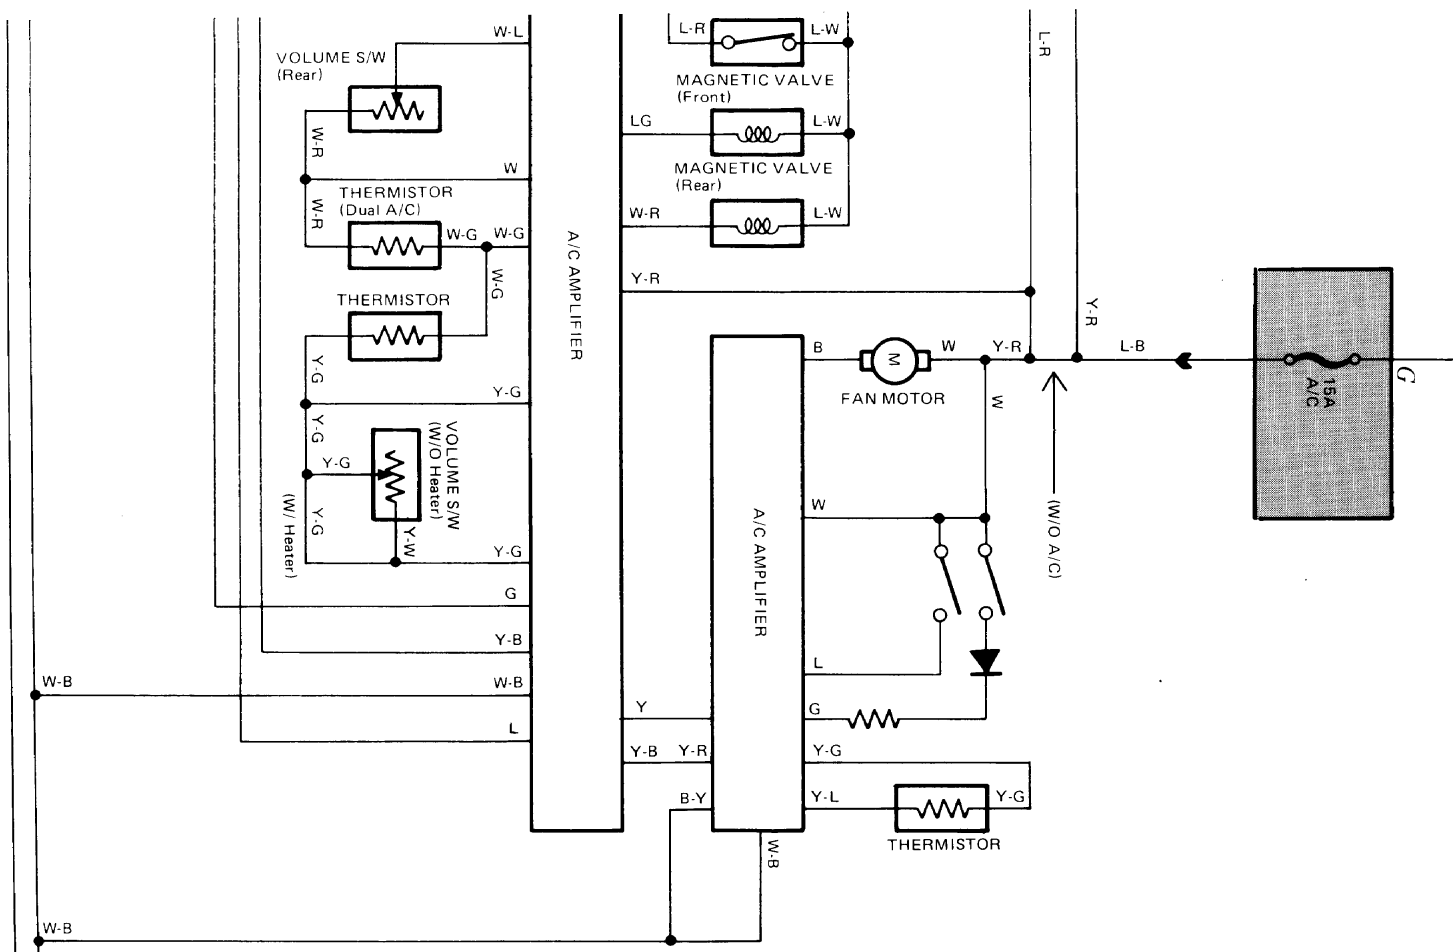 W-L
VOLUME S/W
(Rear)
W-R
W
W-R
THERMISTOR
(Dual A/C)
W-G
W-G
W-G
THERMISTOR
Y-G
Y-G
Y-G
Y-G
Y-G
VOLUME S/W
(W/O Heater)
(W/ Heater)
Y-W
Y-G
G
Y-B
W-B
W-B
L
W-B
A/C AMPLIFIER
L-R
L-W
MAGNETIC VALVE
(Front)
LG
L-W
MAGNETIC VALVE
(Rear)
W-R
L-W
Y-R
L-R
Y-R
B
M
W
FAN MOTOR
Y-R
L-B
15A
A/C
G
W
(W/O A/C)
W
A/C AMPLIFIER
L
G
Y
Y-B
Y-R
Y-G
B-Y
Y-L
Y-G
THERMISTOR
W-B